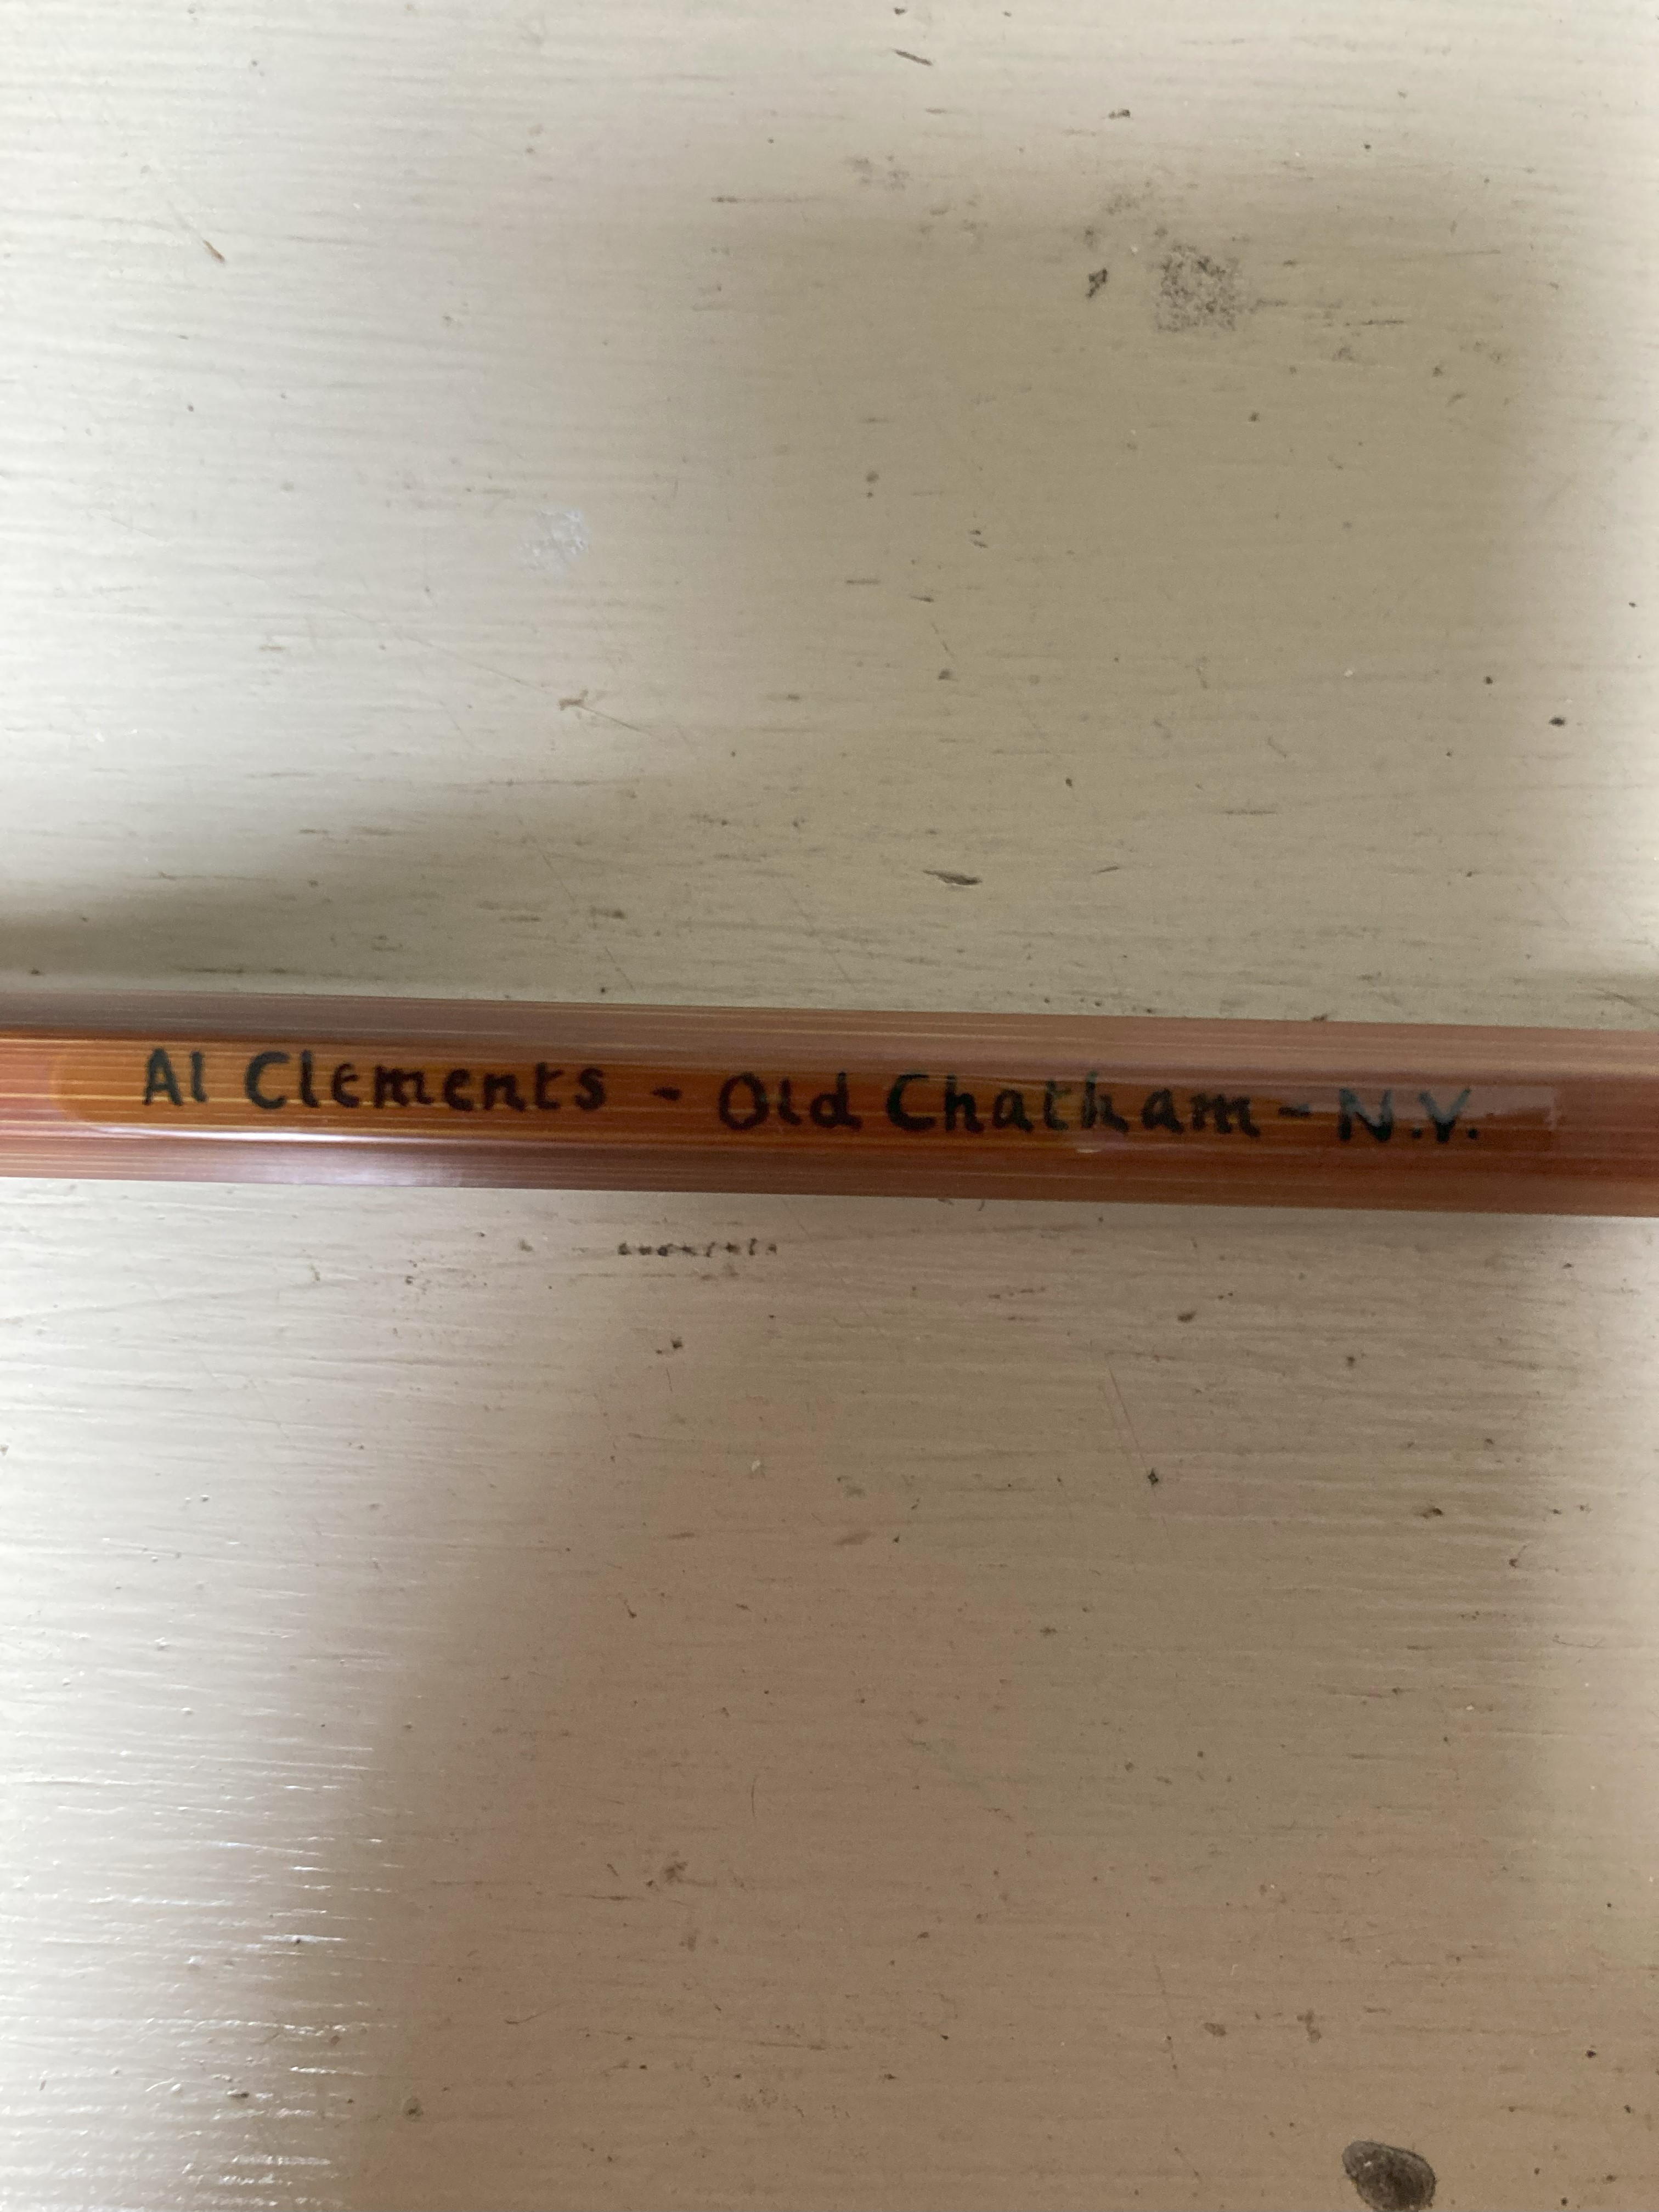 Al Clements - Old Chatham - N.Y.